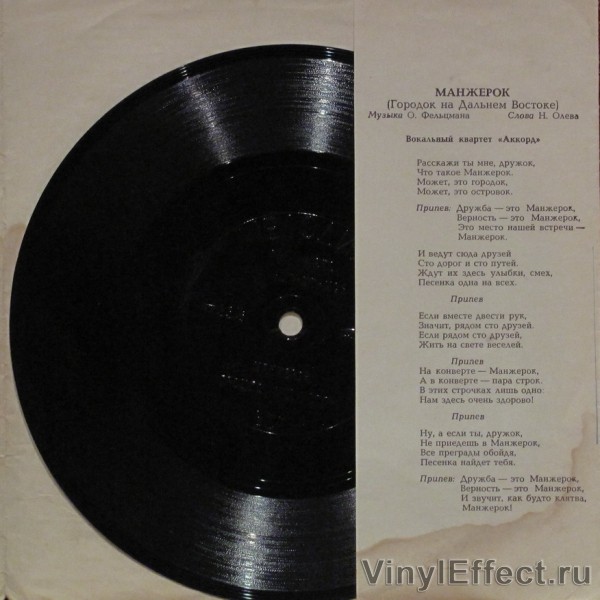 МАНЖЕРОК
(Городок на Дальнем Востоке)
Музыка О. Фельцмана Слова Н. Олева
Вокальный квартет «Аккорд»
Расскажи ты мне, дружок,
Что такое Манжерок.
Может, это городок,
Может, это островок.
Припев: Дружба — это Манжерок,
Верность — это Манжерок,
Это место нашей встречи —
Манжерок.
И ведут сюда друзей
Сто дорог и сто путей.
Ждут их здесь улыбки, смех,
Песенка одна на всех.
Припев
Если вместе двести рук,
Значит, рядом сто друзей.
Если рядом сто друзей,
Жить на свете веселей.
Припев
На конверте — Манжерок,
А в конверте — пара строк.
В этих строчках лишь одно:
Нам здесь очень здорово!
Припев
Ну, а если ты, дружок,
Не приедешь в Манжерок,
Все преграды обойдя,
Песенка найдет тебя.
Припев: Дружба — это Манжерок,
Верность — это Манжерок,
И звучит, как будто клятва,
Манжерок!
VinylEffect.ru